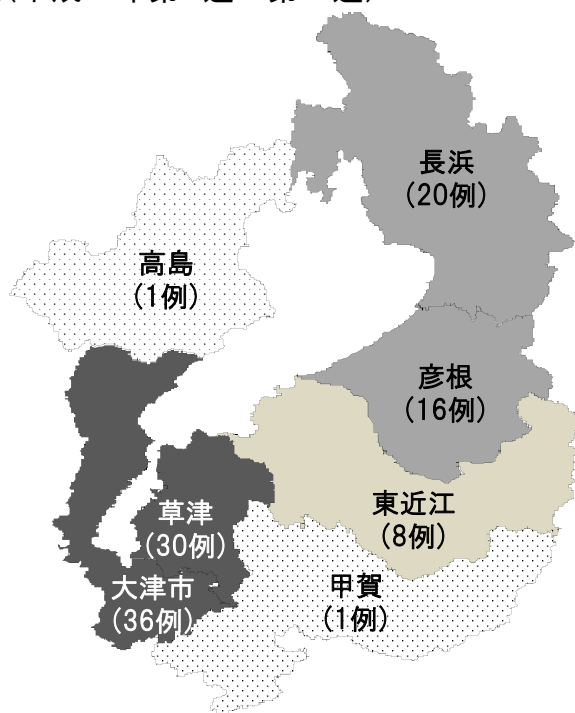 長浜
(20例)
高島
(1例)
彦根
(16例)
東近江
(8例)
草津
(30例)
大津市
(36例)
甲賀
(1例)